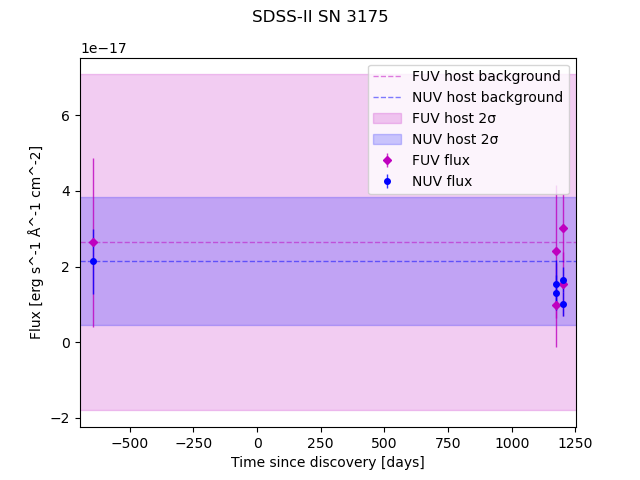 SDSS-II SN 3175
1e−17
FUV host background
NUV host background
FUV host 2σ
NUV host 2σ
FUV flux
NUV flux
6
4
2
0
−2
Flux [erg s^-1 Å^-1 cm^-2]
−500
−250
0
250
500
750
1000
1250
Time since discovery [days]